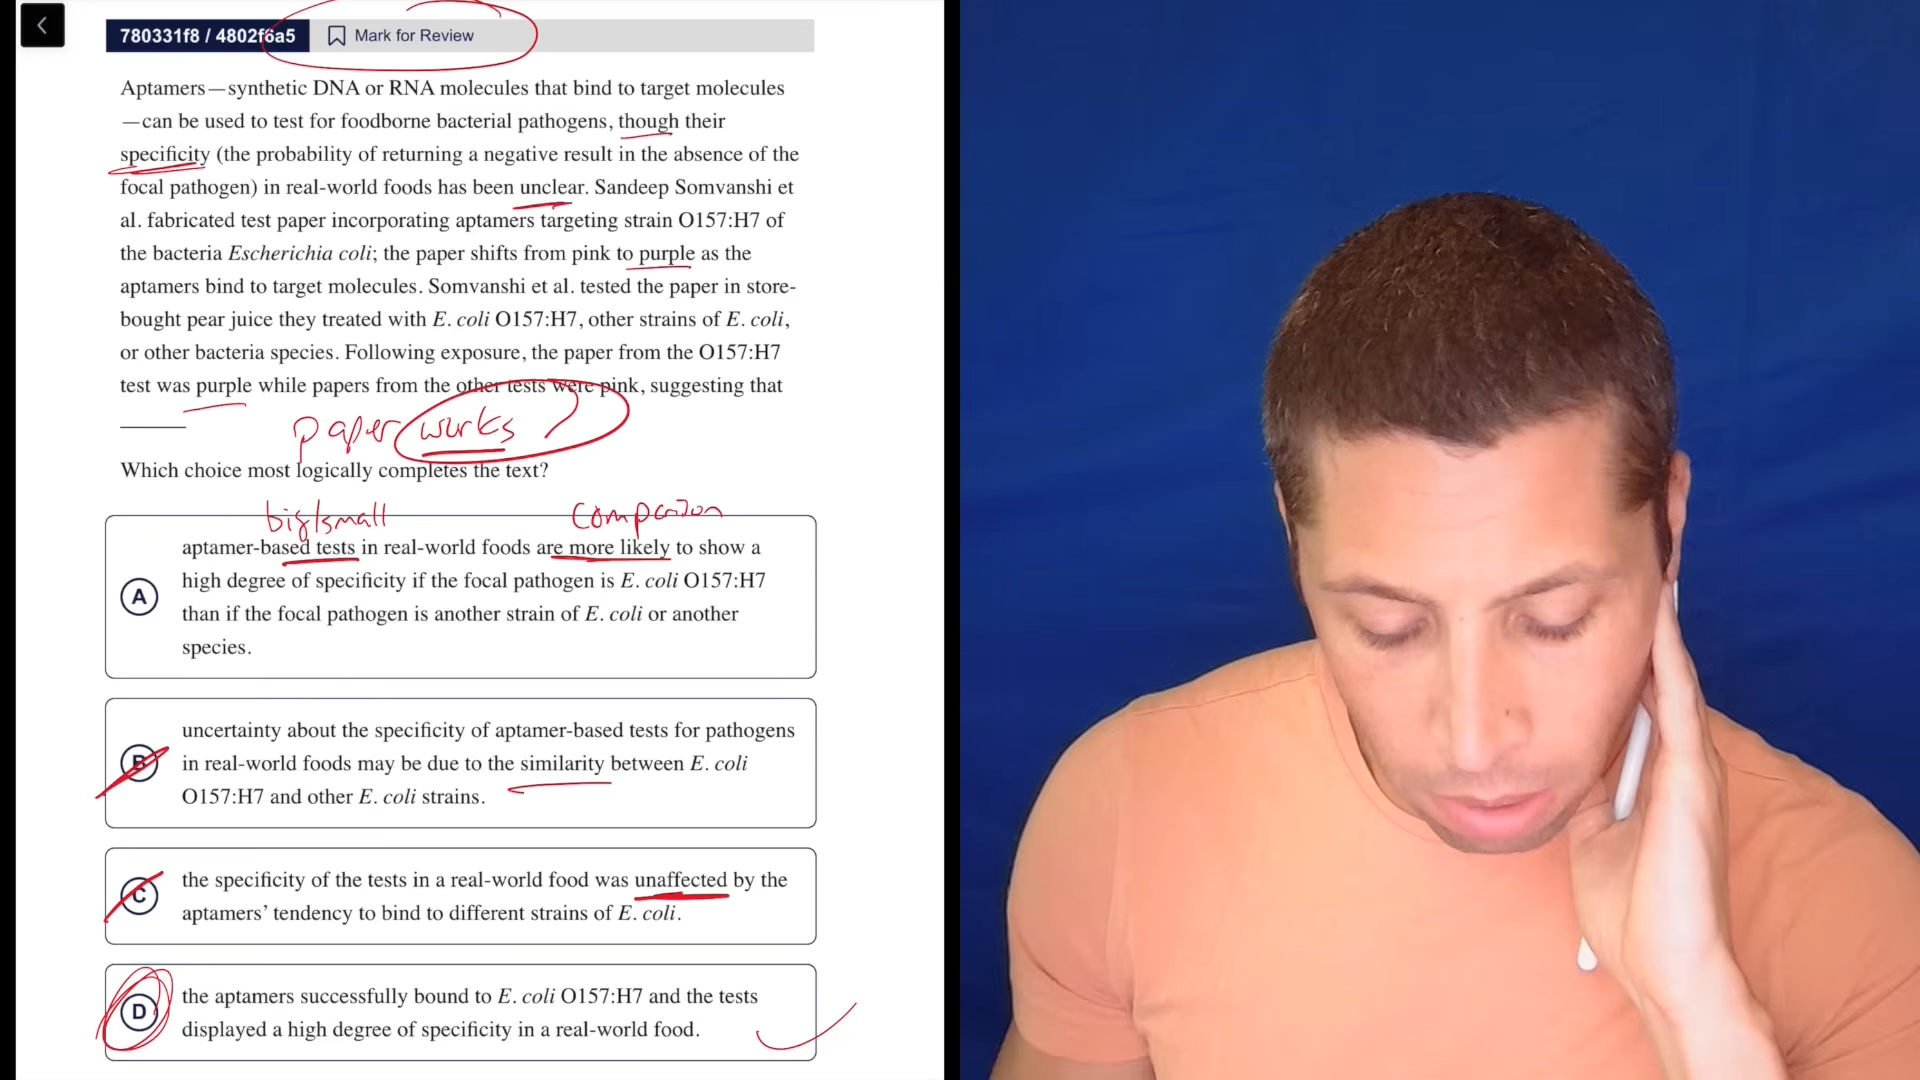 780331f8 / 4802f6a5 Mark for Review
Aptamers—synthetic DNA or RNA molecules that bind to target molecules
—can be used to test for foodborne bacterial pathogens, though their
specificity (the probability of returning a negative result in the absence of the
focal pathogen) in real-world foods has been unclear. Sandeep Somvanshi et
al. fabricated test paper incorporating aptamers targeting strain O157:H7 of
the bacteria Escherichia coli; the paper shifts from pink to purple as the
aptamers bind to target molecules. Somvanshi et al. tested the paper in store-
bought pear juice they treated with E. coli O157:H7, other strains of E. coli,
or other bacteria species. Following exposure, the paper from the O157:H7
test was purple while papers from the other tests were pink, suggesting that
______
paper works
Which choice most logically completes the text?
big/small comparison
A
aptamer-based tests in real-world foods are more likely to show a
high degree of specificity if the focal pathogen is E. coli O157:H7
than if the focal pathogen is another strain of E. coli or another
species.
B
uncertainty about the specificity of aptamer-based tests for pathogens
in real-world foods may be due to the similarity between E. coli
O157:H7 and other E. coli strains.
C
the specificity of the tests in a real-world food was unaffected by the
aptamers' tendency to bind to different strains of E. coli.
D
the aptamers successfully bound to E. coli O157:H7 and the tests
displayed a high degree of specificity in a real-world food.